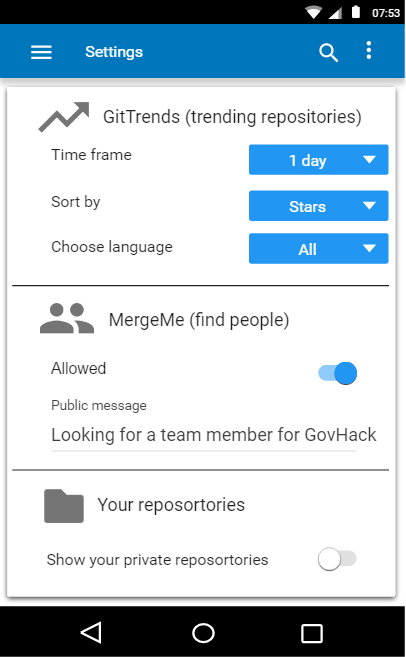 07:53
Settings
GitTrends (trending repositories)
Time frame
1 day
Sort by
Stars
Choose language
All
MergeMe (find people)
Allowed
Public message
Looking for a team member for GovHack
Your reposortories
Show your private reposortories